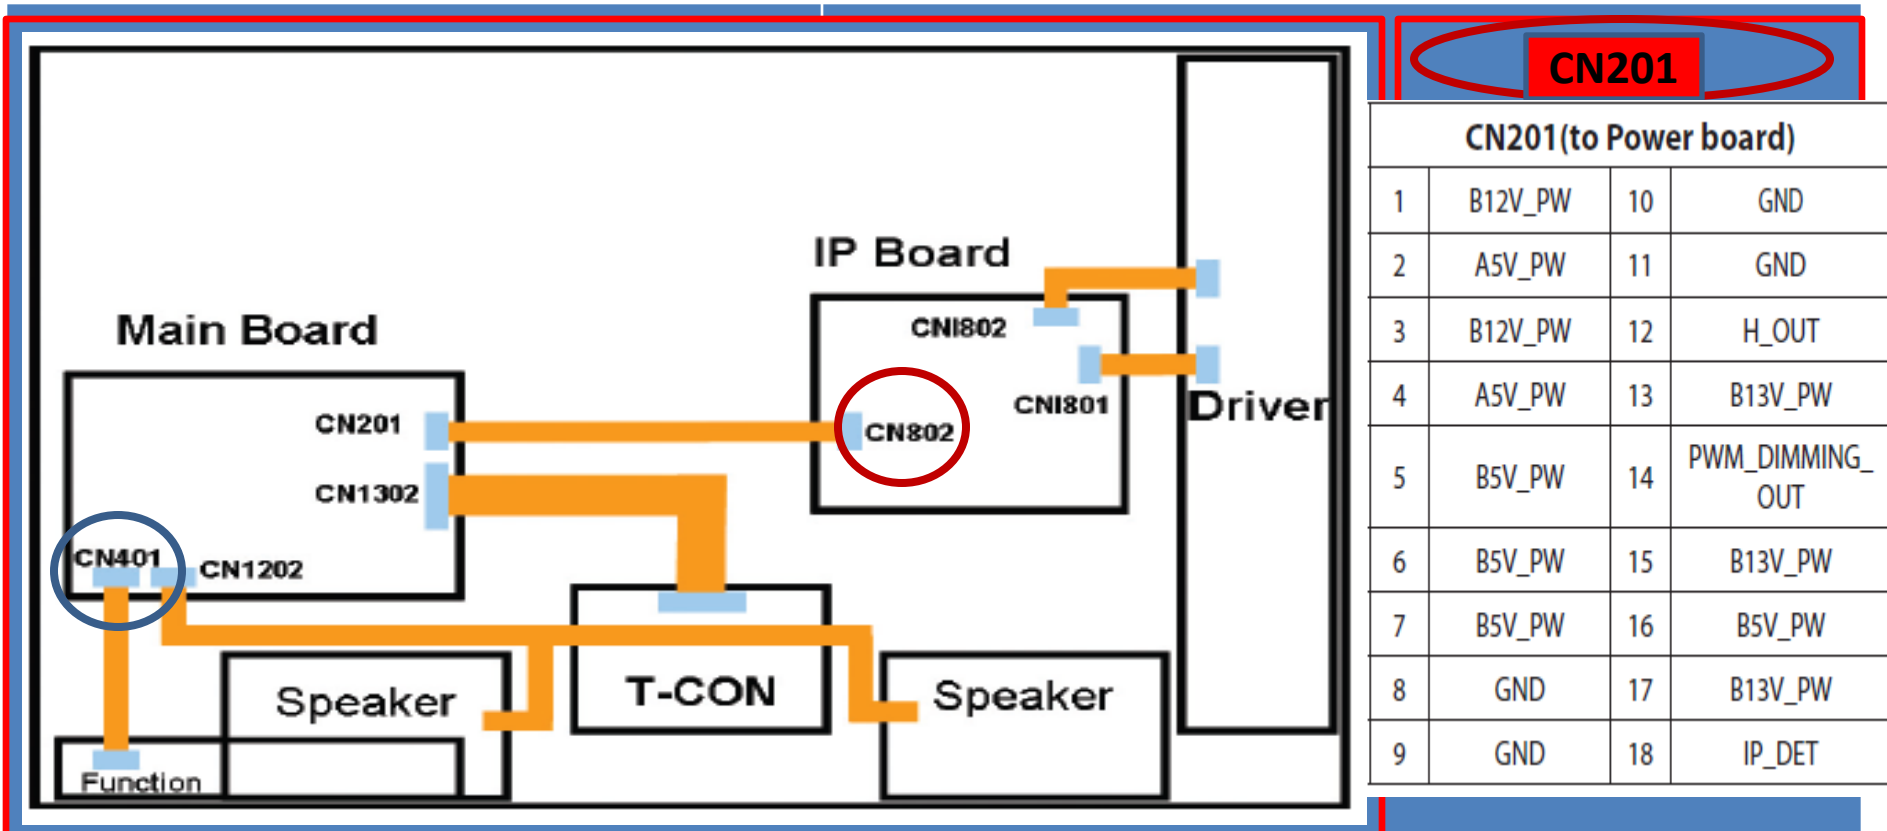 IP Board
CNI802
Main Board
CNI801
Driver
CN201
CN802
CN1302
CN401
CN1202
T-CON
Speaker
Speaker
Function
CN201
CN201(to Power board)
1 B12V_PW 10 GND
2 A5V_PW 11 GND
3 B12V_PW 12 H_OUT
4 A5V_PW 13 B13V_PW
5 B5V_PW 14 PWM_DIMMING_
OUT
6 B5V_PW 15 B13V_PW
7 B5V_PW 16 B5V_PW
8 GND 17 B13V_PW
9 GND 18 IP_DET